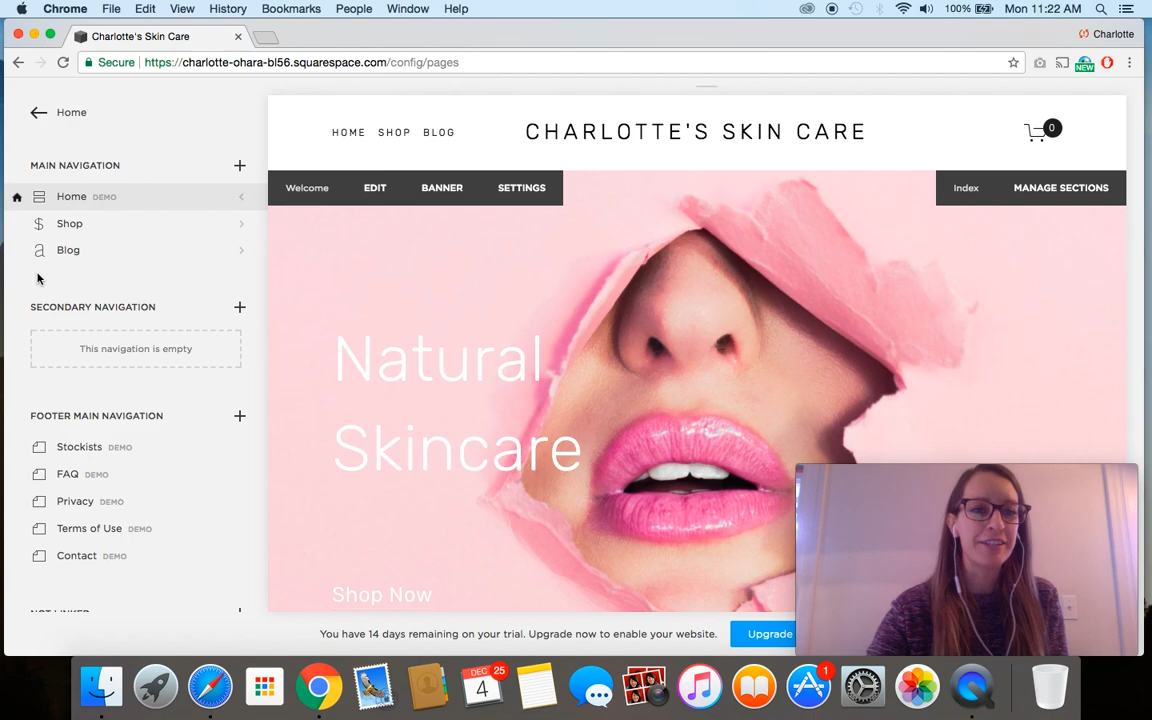 Chrome File Edit View History Bookmarks People Window Help 100% Mon 11:22 AM
Charlotte's Skin Care Charlotte
Secure https://charlotte-ohara-bl56.squarespace.com/config/pages NEW
Home
MAIN NAVIGATION
Home DEMO
Shop
Blog
SECONDARY NAVIGATION
This navigation is empty
FOOTER MAIN NAVIGATION
Stockists DEMO
FAQ DEMO
Privacy DEMO
Terms of Use DEMO
Contact DEMO
HOME SHOP BLOG CHARLOTTE'S SKIN CARE 0
Welcome EDIT BANNER SETTINGS Index MANAGE SECTIONS
Natural
Skincare
Shop Now
You have 14 days remaining on your trial. Upgrade now to enable your website. Upgrade
DEC 25
4
1